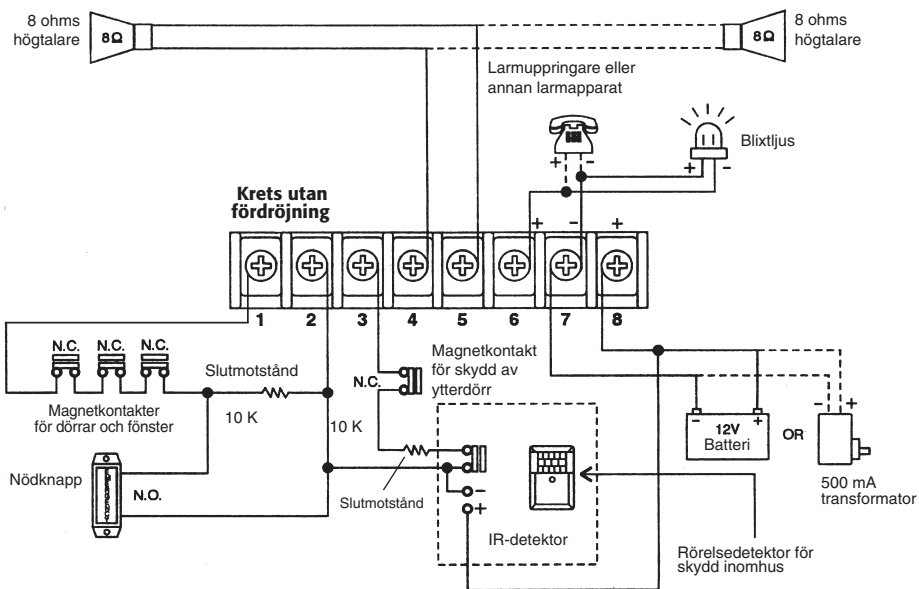 8 ohms
högtalare
8Ω
8Ω
8 ohms
högtalare
Larmuppringare eller
annan larmapparat
Blixtljus
+ -
+ -
Krets utan
fördröjning
+ - +
1 2 3 4 5 6 7 8
N.C. N.C. N.C.
Magnetkontakter
för dörrar och fönster
Slutmotstånd
10 K
10 K
N.C.
Magnetkontakt
för skydd av
ytterdörr
Nödknapp
N.O.
Slutmotstånd
-
+
IR-detektor
- +
12V
Batteri
OR
- +
500 mA
transformator
Rörelsedetektor för
skydd inomhus